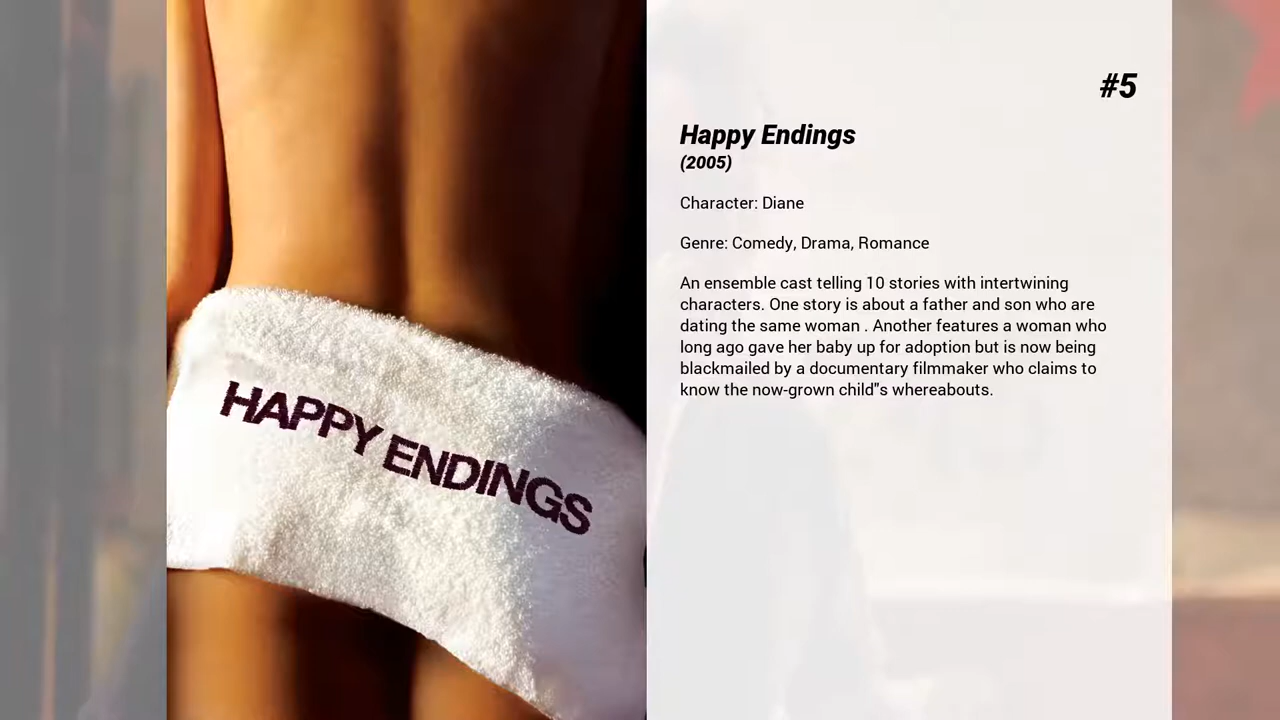 HAPPY ENDINGS
#5
Happy Endings
(2005)
Character: Diane
Genre: Comedy, Drama, Romance
An ensemble cast telling 10 stories with intertwining
characters. One story is about a father and son who are
dating the same woman . Another features a woman who
long ago gave her baby up for adoption but is now being
blackmailed by a documentary filmmaker who claims to
know the now-grown child"s whereabouts.